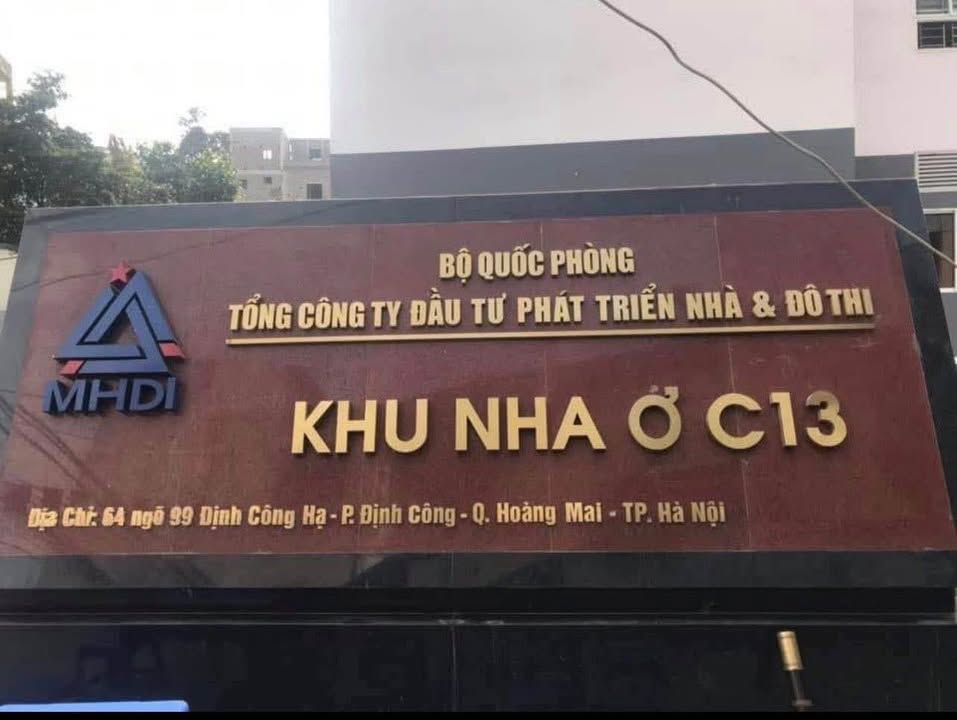 BỘ QUỐC PHÒNG
TỔNG CÔNG TY ĐẦU TƯ PHÁT TRIỂN NHÀ & ĐÔ THI
MHDI
KHU NHA Ở C13
Địa Chỉ: 64 ngõ 99 Định Công Hạ - P. Định Công - Q. Hoàng Mai - TP. Hà Nội